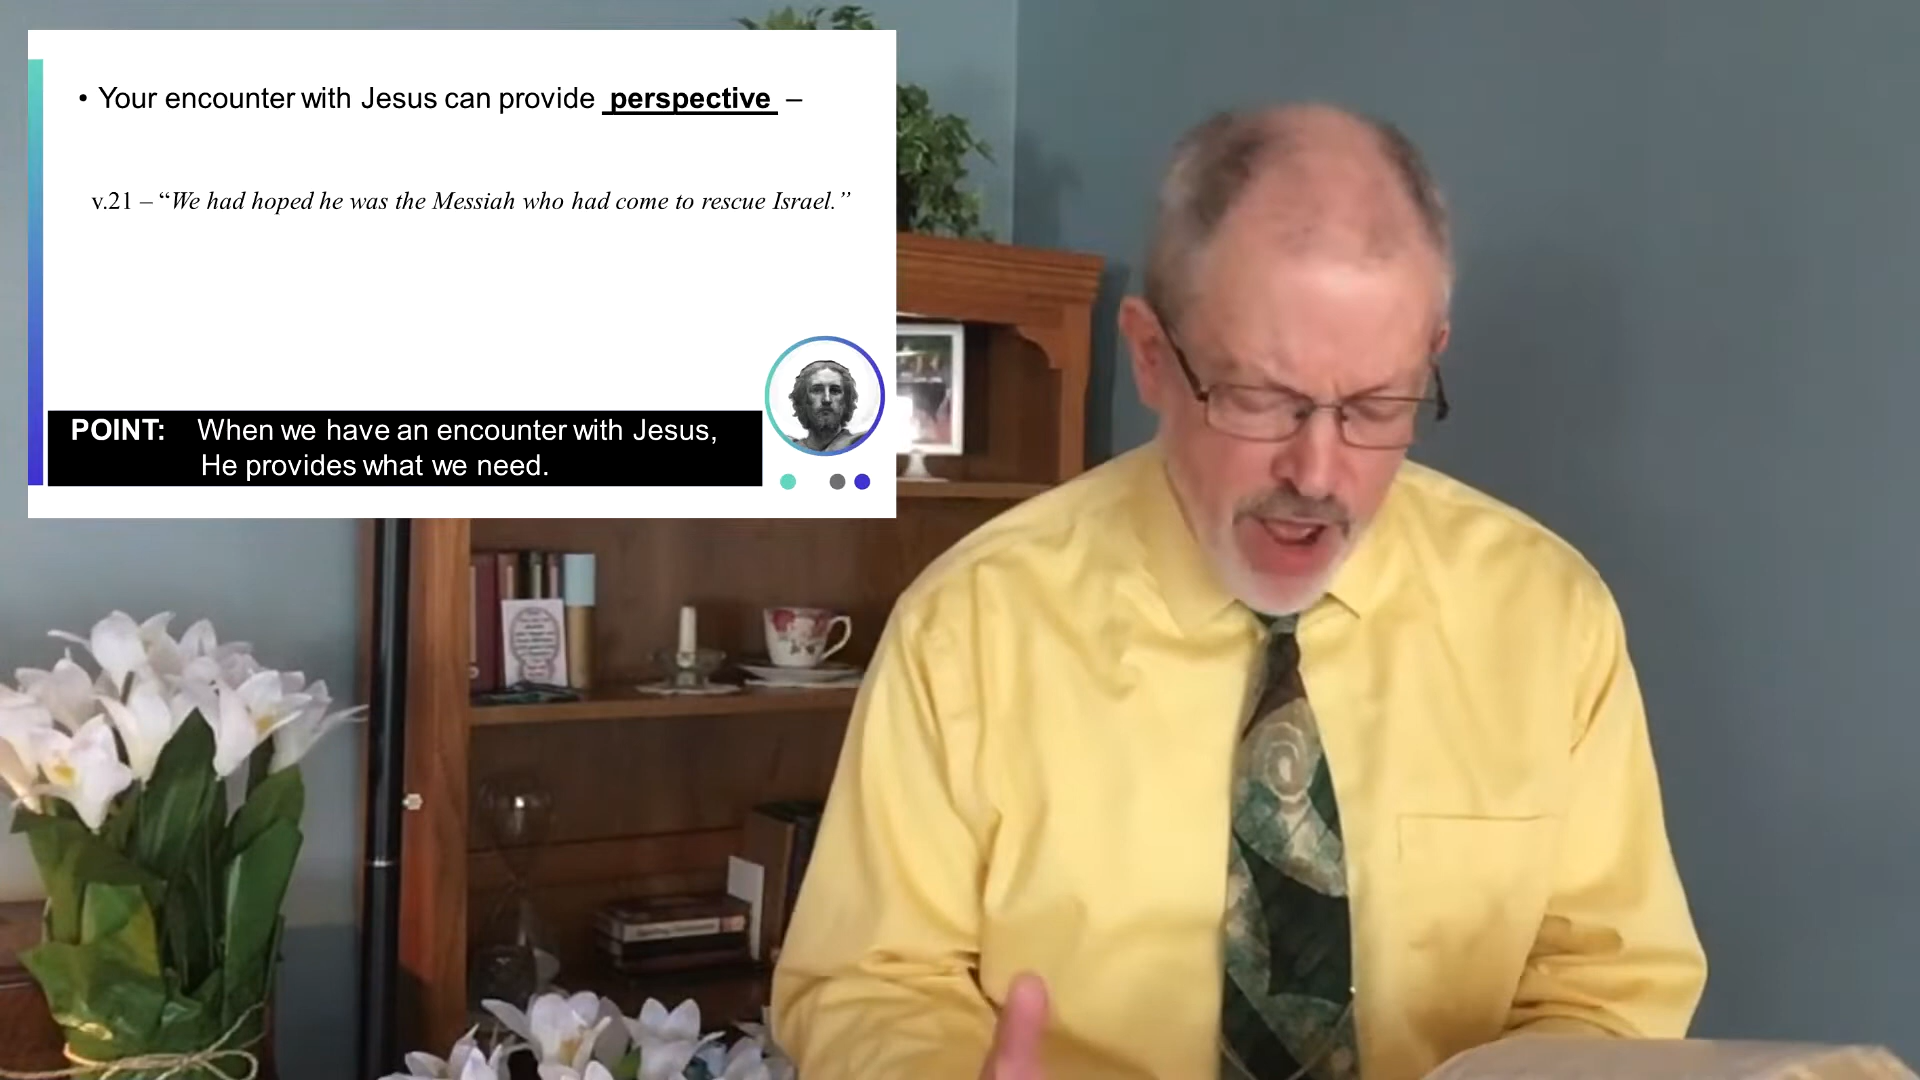 • Your encounter with Jesus can provide perspective –
v.21 – “We had hoped he was the Messiah who had come to rescue Israel.”
POINT: When we have an encounter with Jesus,
He provides what we need.